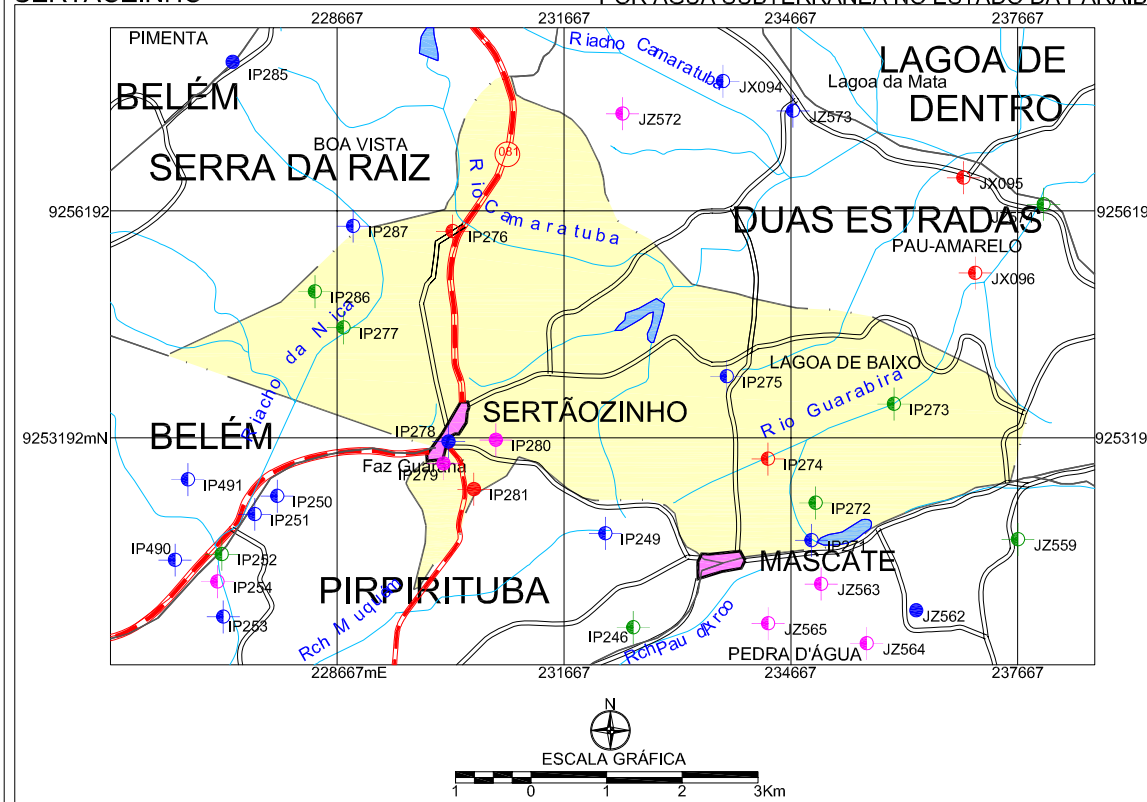 228667
231667
234667
237667
PIMENTA
Riacho Camaratuba
LAGOA DE
DENTRO
IP285
JX094
Lagoa da Mata
BELÉM
JZ572
JZ573
BOA VISTA
081
SERRA DA RAIZ
Rio Camaratuba
JX095
9256192
DUAS ESTRADAS
IP287
IP276
PAU-AMARELO
JX096
IP286
Riacho da Nica
IP277
LAGOA DE BAIXO
IP275
Rio Guarabira
IP273
SERTÃOZINHO
BELÉM
9253192mN
IP278
IP280
IP274
Faz Guarana
IP279
IP491
IP281
IP250
IP272
IP251
IP249
IP271
JZ559
IP490
IP252
MASCATE
IP254
PIRPIRITUBA
JZ563
IP253
Rch Muquém
JZ562
IP246
JZ565
Rch Pau d'Arco
PEDRA D'ÁGUA
JZ564
228667mE
231667
234667
237667
N
ESCALA GRÁFICA
1 0 1 2 3Km